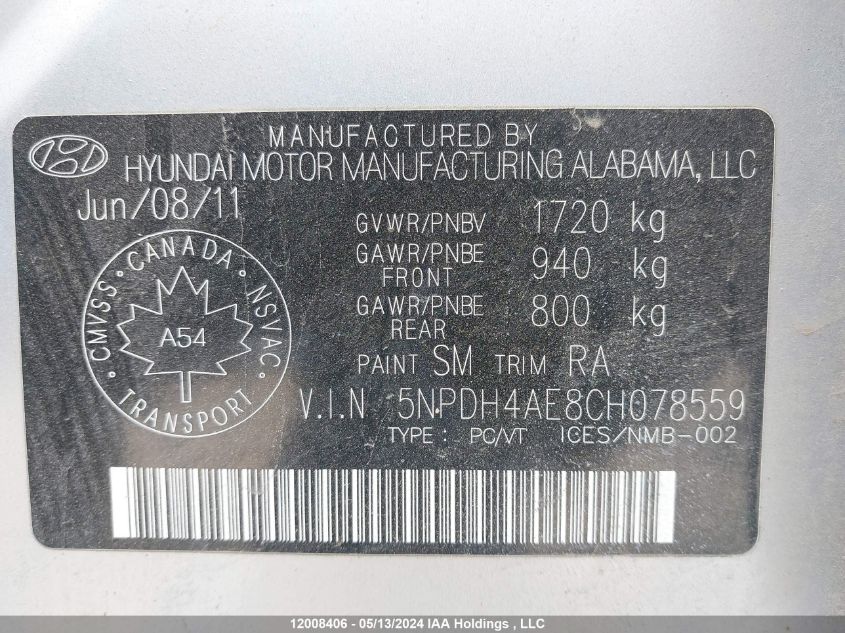 MANUFACTURED BY
HYUNDAI MOTOR MANUFACTURING ALABAMA, LLC
Jun/08/11
GVWR/PNBV 1720 kg
GAWR/PNBE FRONT 940 kg
GAWR/PNBE REAR 800 kg
CANADA
CMVSS · NSVAC
A54
TRANSPORT
PAINT SM TRIM RA
V.I.N 5NPDH4AE8CH078559
TYPE : PC/VT ICES/NMB-002
12008406 - 05/13/2024 IAA Holdings , LLC